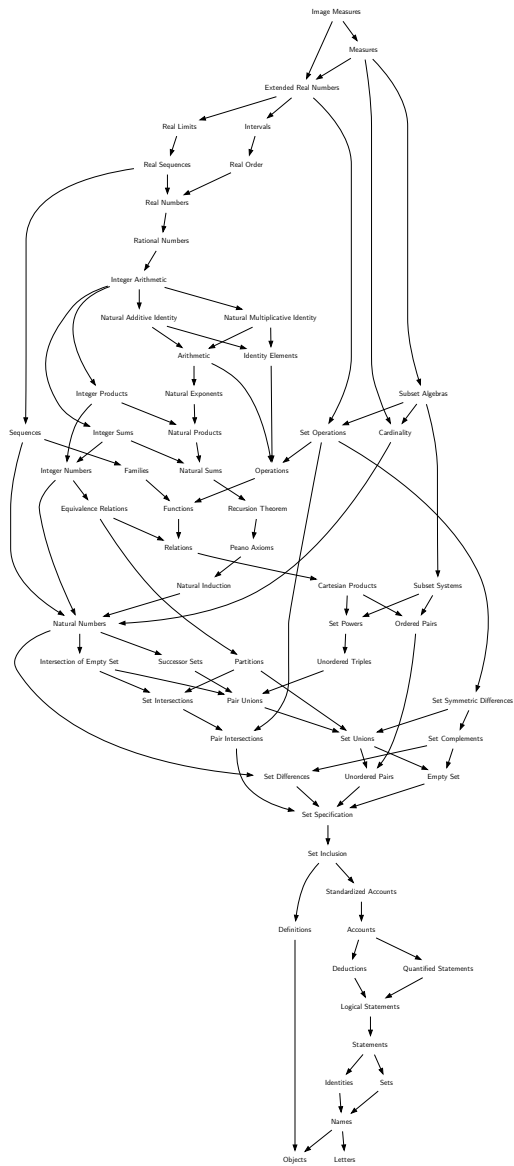 Image Measures
Measures
Extended Real Numbers
Real Limits
Intervals
Real Sequences
Real Order
Real Numbers
Rational Numbers
Integer Arithmetic
Natural Additive Identity
Natural Multiplicative Identity
Arithmetic
Identity Elements
Integer Products
Natural Exponents
Subset Algebras
Sequences
Integer Sums
Natural Products
Set Operations
Cardinality
Integer Numbers
Families
Natural Sums
Operations
Equivalence Relations
Functions
Recursion Theorem
Relations
Peano Axioms
Natural Induction
Cartesian Products
Subset Systems
Natural Numbers
Set Powers
Ordered Pairs
Intersection of Empty Set
Successor Sets
Partitions
Unordered Triples
Set Intersections
Pair Unions
Set Symmetric Differences
Pair Intersections
Set Unions
Set Complements
Set Differences
Unordered Pairs
Empty Set
Set Specification
Set Inclusion
Standardized Accounts
Definitions
Accounts
Deductions
Quantified Statements
Logical Statements
Statements
Identities
Sets
Names
Objects
Letters